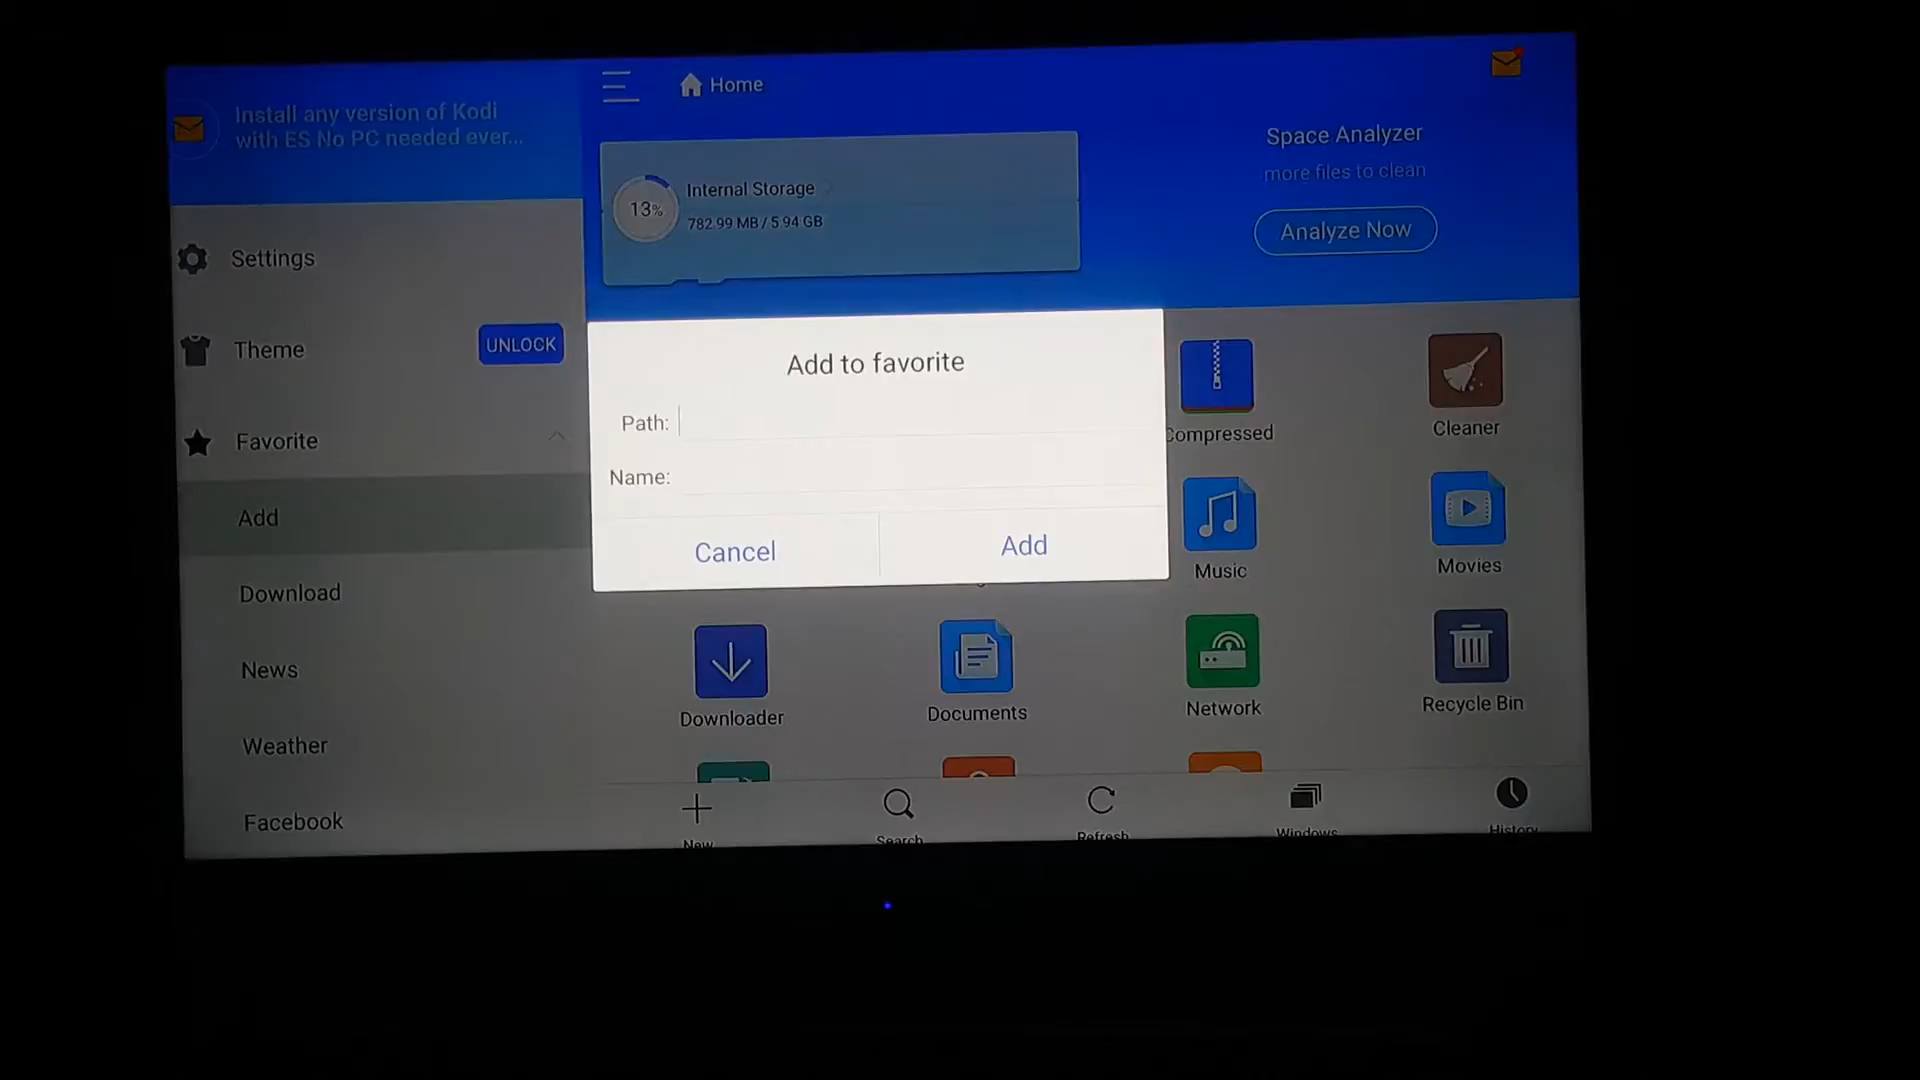 Install any version of Kodi
with ES No PC needed ever...
Settings
Theme
UNLOCK
Favorite
Add
Download
News
Weather
Facebook
Home
13%
Internal Storage
782.99 MB / 5.94 GB
Space Analyzer
more files to clean
Analyze Now
Add to favorite
Path:
Name:
Cancel
Add
Compressed
Cleaner
Music
Movies
Downloader
Documents
Network
Recycle Bin
New
Search
Refresh
Windows
History